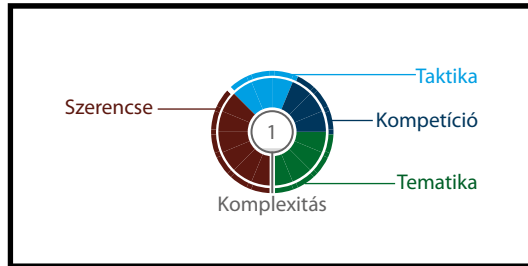 Taktika
Szerencse
1
Kompetíció
Tematika
Komplexitás